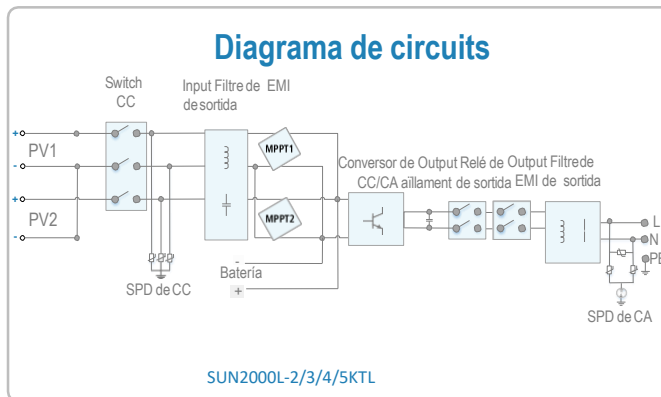 Diagrama de circuits
Switch
CC
Input Filtre de EMI
de sortida
+
PV1
-
+
PV2
-
MPPT1
MPPT2
Conversor de
CC/CA
Output Relé de
aïllament de sortida
Output Filtre de
EMI de sortida
L
N
PE
SPD de CC
-
Batería
+
SPD de CA
SUN2000L-2/3/4/5KTL